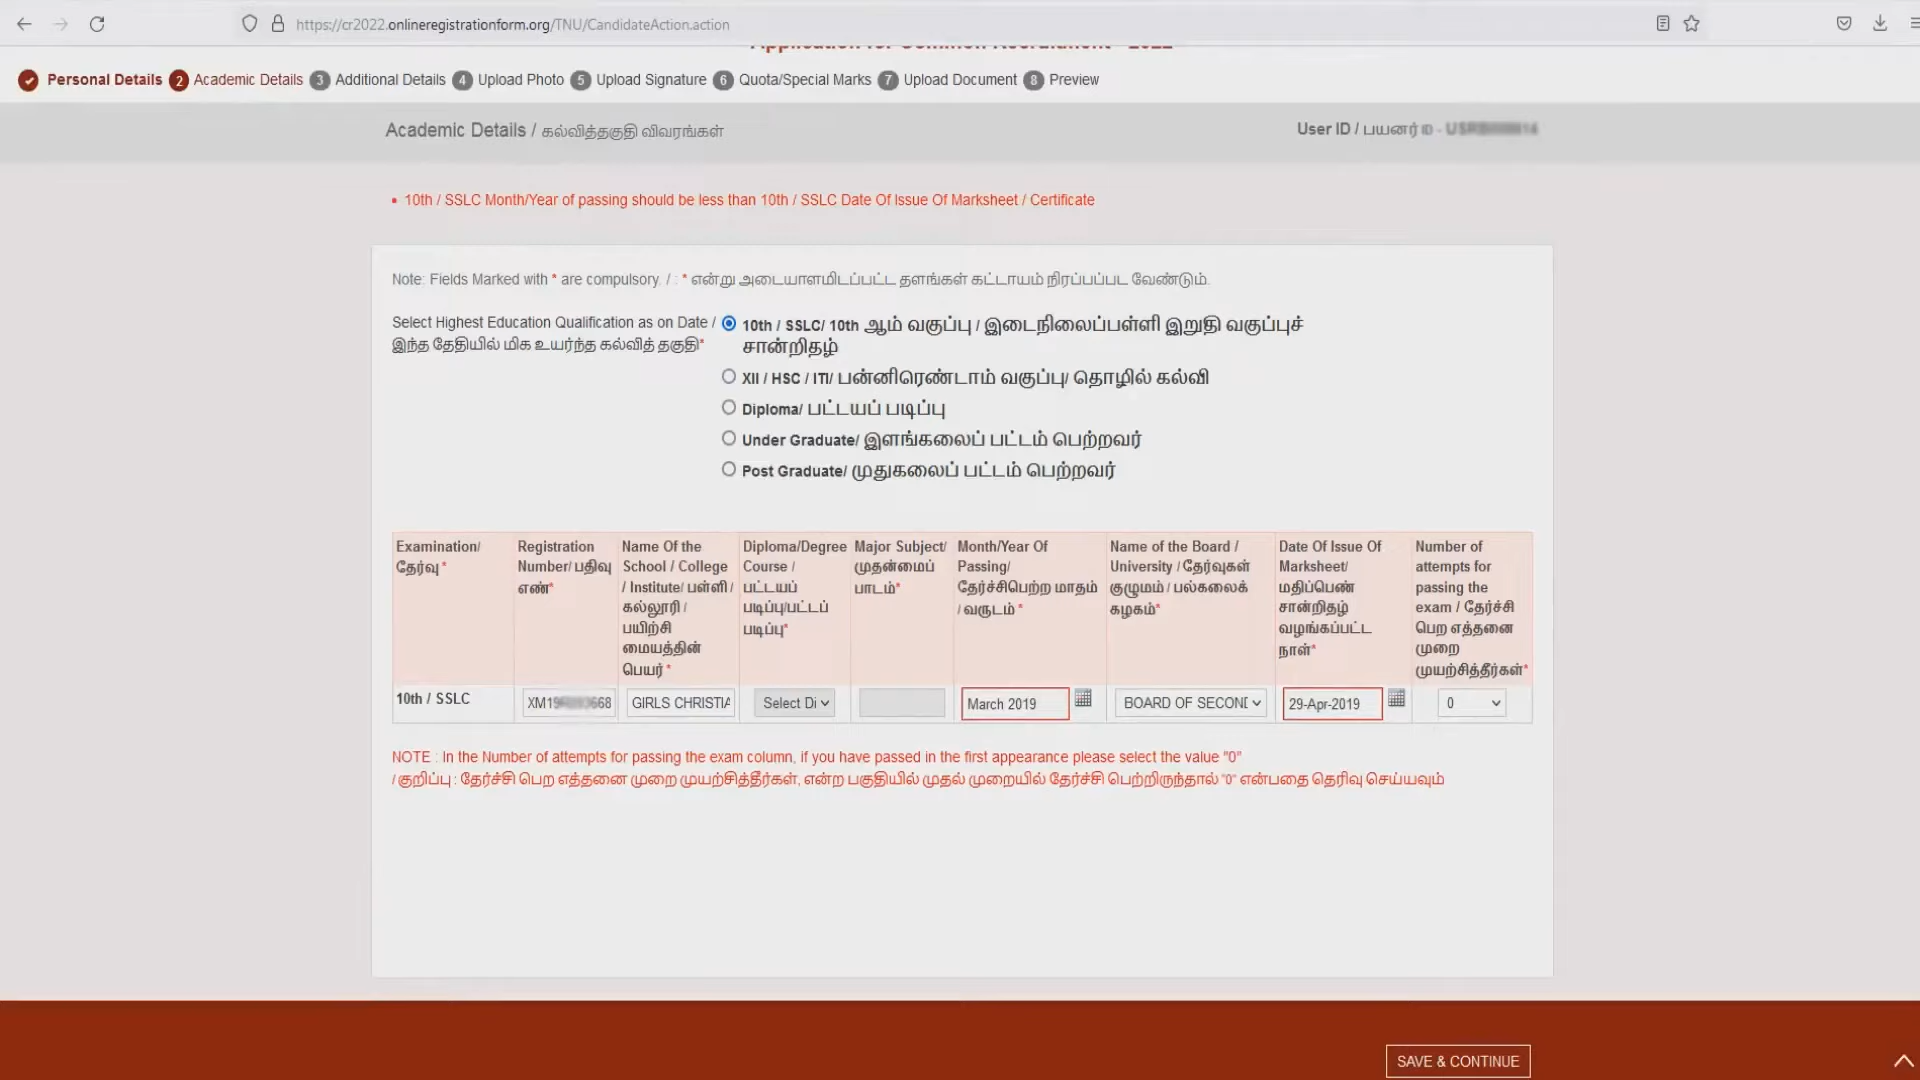 https://cr2022.onlineregistrationform.org/TNU/CandidateAction.action
Application for Common Recruitment - 2022
Personal Details 2 Academic Details 3 Additional Details 4 Upload Photo 5 Upload Signature 6 Quota/Special Marks 7 Upload Document 8 Preview
Academic Details / கல்வித்தகுதி விவரங்கள்
User ID / பயனர் ID -
10th / SSLC Month/Year of passing should be less than 10th / SSLC Date Of Issue Of Marksheet / Certificate
Note: Fields Marked with * are compulsory. / : * என்று அடையாளமிடப்பட்ட தளங்கள் கட்டாயம் நிரப்பப்பட வேண்டும்.
Select Highest Education Qualification as on Date /
இந்த தேதியில் மிக உயர்ந்த கல்வித் தகுதி*
10th / SSLC/ 10th ஆம் வகுப்பு / இடைநிலைப்பள்ளி இறுதி வகுப்புச்
சான்றிதழ்
XII / HSC / ITI/ பன்னிரெண்டாம் வகுப்பு/ தொழில் கல்வி
Diploma/ பட்டயப் படிப்பு
Under Graduate/ இளங்கலைப் பட்டம் பெற்றவர்
Post Graduate/ முதுகலைப் பட்டம் பெற்றவர்
Examination/
தேர்வு *
Registration
Number/ பதிவு
எண்*
Name Of the
School / College
/ Institute/ பள்ளி /
கல்லூரி /
பயிற்சி
மையத்தின்
பெயர் *
Diploma/Degree
Course /
பட்டயப்
படிப்பு/பட்டப்
படிப்பு*
Major Subject/
முதன்மைப்
பாடம்*
Month/Year Of
Passing/
தேர்ச்சிபெற்ற மாதம்
/ வருடம் *
Name of the Board /
University / தேர்வுகள்
குழுமம் / பல்கலைக்
கழகம்*
Date Of Issue Of
Marksheet/
மதிப்பெண்
சான்றிதழ்
வழங்கப்பட்ட
நாள்*
Number of
attempts for
passing the
exam / தேர்ச்சி
பெற எத்தனை
முறை
முயற்சித்தீர்கள்*
10th / SSLC
GIRLS CHRISTIA
Select Di
March 2019
BOARD OF SECOND
29-Apr-2019
0
NOTE : In the Number of attempts for passing the exam column, if you have passed in the first appearance please select the value "0"
/ குறிப்பு : தேர்ச்சி பெற எத்தனை முறை முயற்சித்தீர்கள், என்ற பகுதியில் முதல் முறையில் தேர்ச்சி பெற்றிருந்தால் "0" என்பதை தெரிவு செய்யவும்
SAVE & CONTINUE